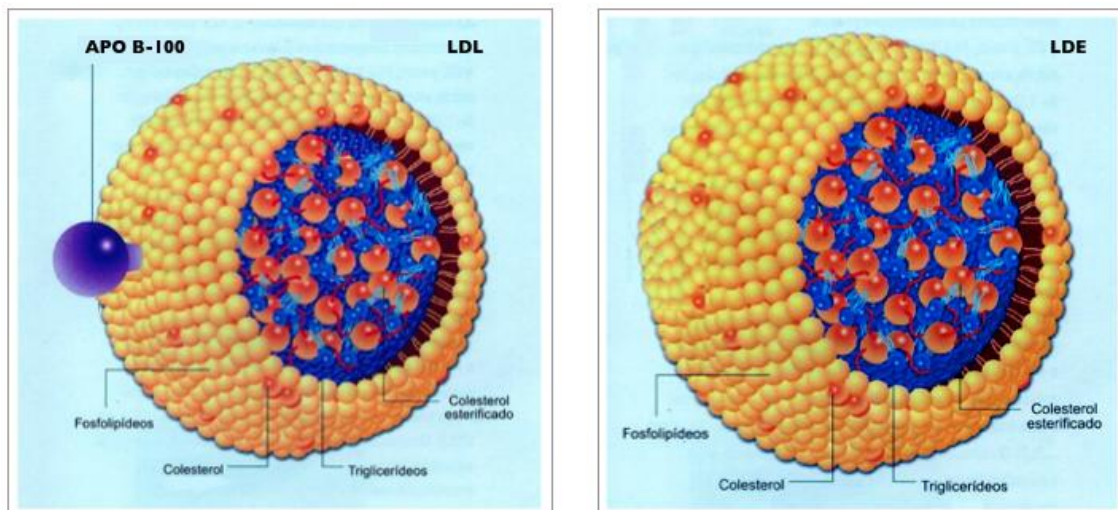 APO B-100
LDL
Fosfolipídeos
Colesterol
Triglicerídeos
Colesterol
esterificado
LDE
Fosfolipídeos
Colesterol
Triglicerídeos
Colesterol
esterificado